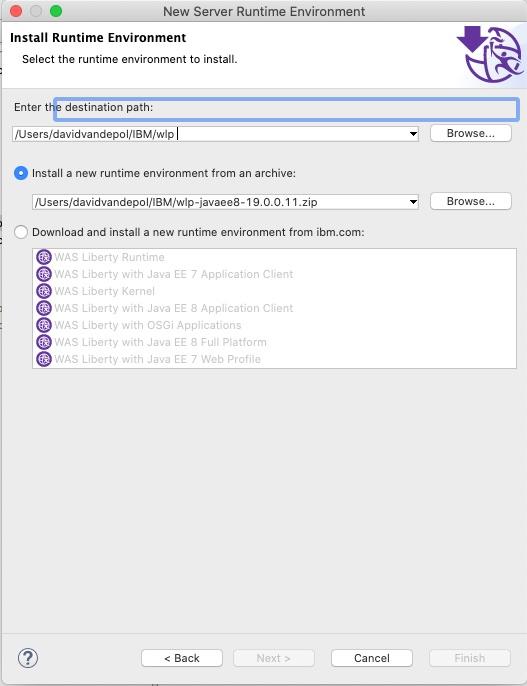 New Server Runtime Environment
Install Runtime Environment
Select the runtime environment to install.
Enter the destination path:
/Users/davidvandepol/IBM/wlp
Browse...
Install a new runtime environment from an archive:
/Users/davidvandepol/IBM/wlp-javaee8-19.0.0.11.zip
Browse...
Download and install a new runtime environment from ibm.com:
WAS Liberty Runtime
WAS Liberty with Java EE 7 Application Client
WAS Liberty Kernel
WAS Liberty with Java EE 8 Application Client
WAS Liberty with OSGi Applications
WAS Liberty with Java EE 8 Full Platform
WAS Liberty with Java EE 7 Web Profile
?
< Back
Next >
Cancel
Finish